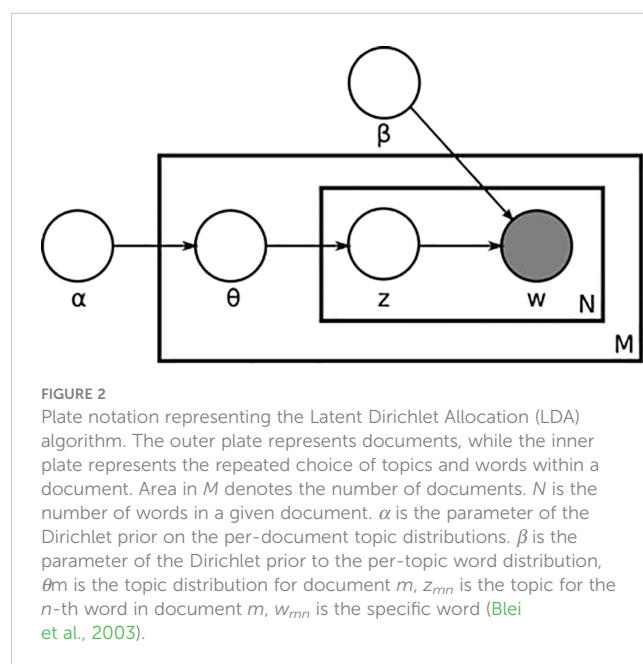 β
α
θ
z
w
N
M
FIGURE 2
Plate notation representing the Latent Dirichlet Allocation (LDA)
algorithm. The outer plate represents documents, while the inner
plate represents the repeated choice of topics and words within a
document. Area in M denotes the number of documents. N is the
number of words in a given document. α is the parameter of the
Dirichlet prior on the per-document topic distributions. β is the
parameter of the Dirichlet prior to the per-topic word distribution,
θm is the topic distribution for document m, zmn is the topic for the
n-th word in document m, wmn is the specific word (Blei
et al., 2003).